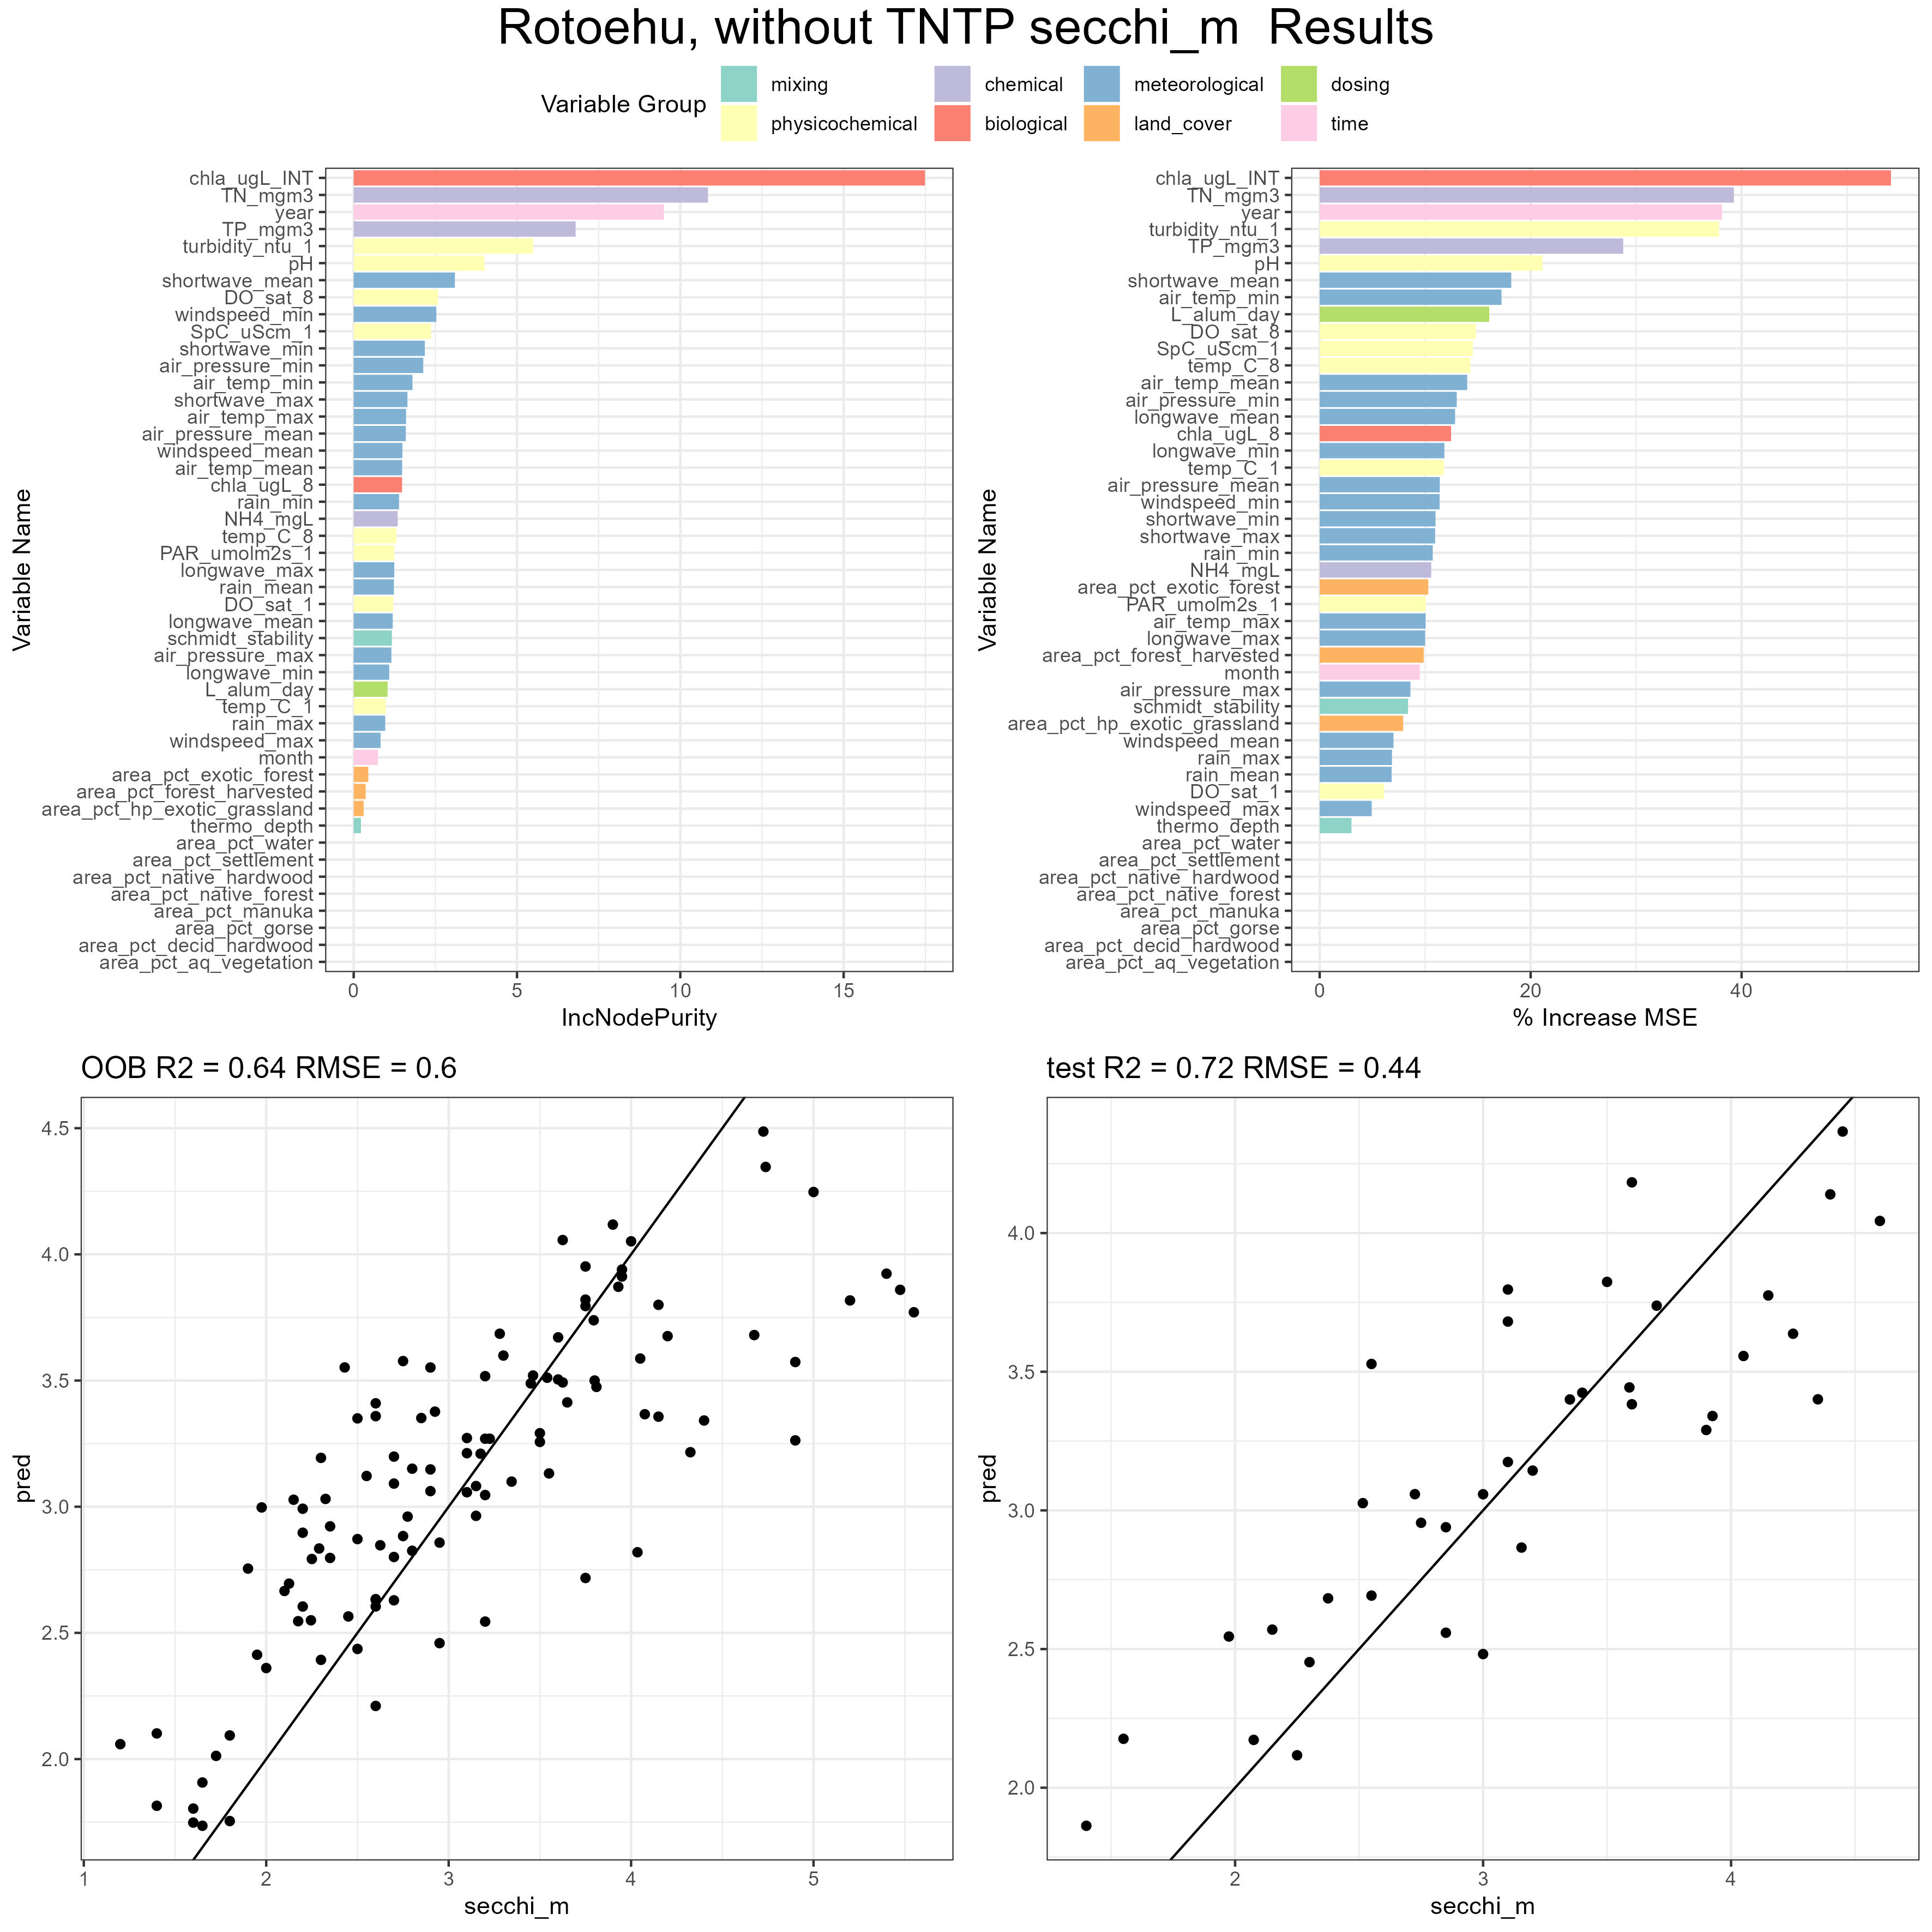 Rotoehu, without TNTP secchi_m  Results
Variable Group
mixing
chemical
meteorological
dosing
physicochemical
biological
land_cover
time
Variable Name
chla_ugL_INT
TN_mgm3
year
TP_mgm3
turbidity_ntu_1
pH
shortwave_mean
DO_sat_8
windspeed_min
SpC_uScm_1
shortwave_min
air_pressure_min
air_temp_min
shortwave_max
air_temp_max
air_pressure_mean
windspeed_mean
air_temp_mean
chla_ugL_8
rain_min
NH4_mgL
temp_C_8
PAR_umolm2s_1
longwave_max
rain_mean
DO_sat_1
longwave_mean
schmidt_stability
air_pressure_max
longwave_min
L_alum_day
temp_C_1
rain_max
windspeed_max
month
area_pct_exotic_forest
area_pct_forest_harvested
area_pct_hp_exotic_grassland
thermo_depth
area_pct_water
area_pct_settlement
area_pct_native_hardwood
area_pct_native_forest
area_pct_manuka
area_pct_gorse
area_pct_decid_hardwood
area_pct_aq_vegetation
0 5 10 15
IncNodePurity
Variable Name
chla_ugL_INT
TN_mgm3
year
turbidity_ntu_1
TP_mgm3
pH
shortwave_mean
air_temp_min
L_alum_day
DO_sat_8
SpC_uScm_1
temp_C_8
air_temp_mean
air_pressure_min
longwave_mean
chla_ugL_8
longwave_min
temp_C_1
air_pressure_mean
windspeed_min
shortwave_min
shortwave_max
rain_min
NH4_mgL
area_pct_exotic_forest
PAR_umolm2s_1
air_temp_max
longwave_max
area_pct_forest_harvested
month
air_pressure_max
schmidt_stability
area_pct_hp_exotic_grassland
windspeed_mean
rain_max
rain_mean
DO_sat_1
windspeed_max
thermo_depth
area_pct_water
area_pct_settlement
area_pct_native_hardwood
area_pct_native_forest
area_pct_manuka
area_pct_gorse
area_pct_decid_hardwood
area_pct_aq_vegetation
0 20 40
% Increase MSE
OOB R2 = 0.64 RMSE = 0.6
pred
4.5
4.0
3.5
3.0
2.5
2.0
1 2 3 4 5
secchi_m
test R2 = 0.72 RMSE = 0.44
pred
4.0
3.5
3.0
2.5
2.0
2 3 4
secchi_m